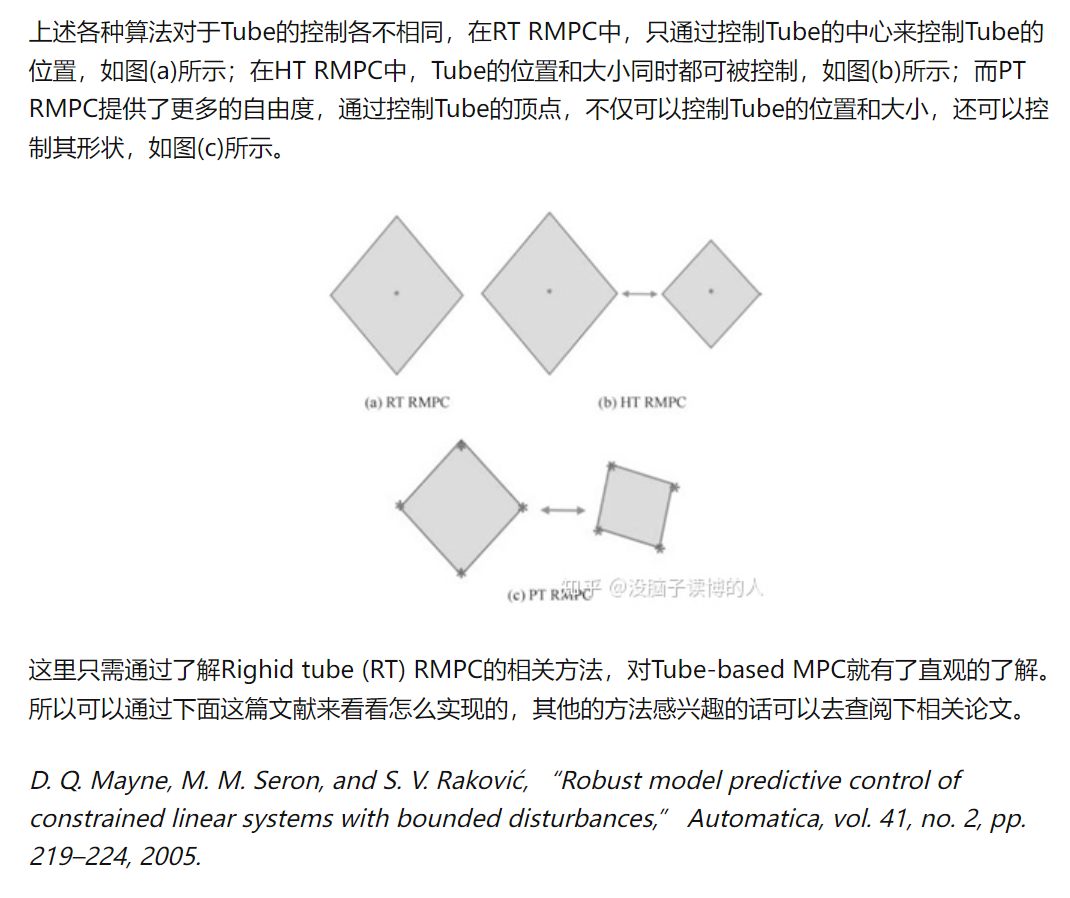 上述各种算法对于Tube的控制各不相同，在RT RMPC中，只通过控制Tube的中心来控制Tube的
位置，如图(a)所示；在HT RMPC中，Tube的位置和大小同时都可被控制，如图(b)所示；而PT
RMPC提供了更多的自由度，通过控制Tube的顶点，不仅可以控制Tube的位置和大小，还可以控
制其形状，如图(c)所示。
(a) RT RMPC
(b) HT RMPC
(c) PT RMPC
知乎 @没脑子读博的人
这里只需通过了解Righid tube (RT) RMPC的相关方法，对Tube-based MPC就有了直观的了解。
所以可以通过下面这篇文献来看看怎么实现的，其他的方法感兴趣的话可以去查阅下相关论文。
D. Q. Mayne, M. M. Seron, and S. V. Raković, “Robust model predictive control of
constrained linear systems with bounded disturbances,” Automatica, vol. 41, no. 2, pp.
219–224, 2005.